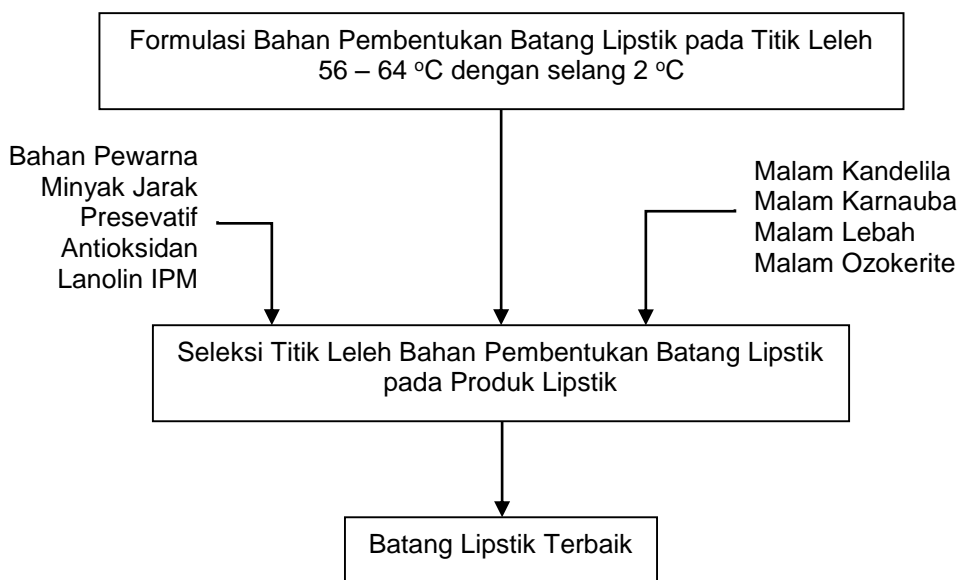 Formulasi Bahan Pembentukan Batang Lipstik pada Titik Leleh
56 – 64 ºC dengan selang 2 ºC
Bahan Pewarna
Minyak Jarak
Presevatif
Antioksidan
Lanolin IPM
Malam Kandelila
Malam Karnauba
Malam Lebah
Malam Ozokerite
Seleksi Titik Leleh Bahan Pembentukan Batang Lipstik
pada Produk Lipstik
Batang Lipstik Terbaik